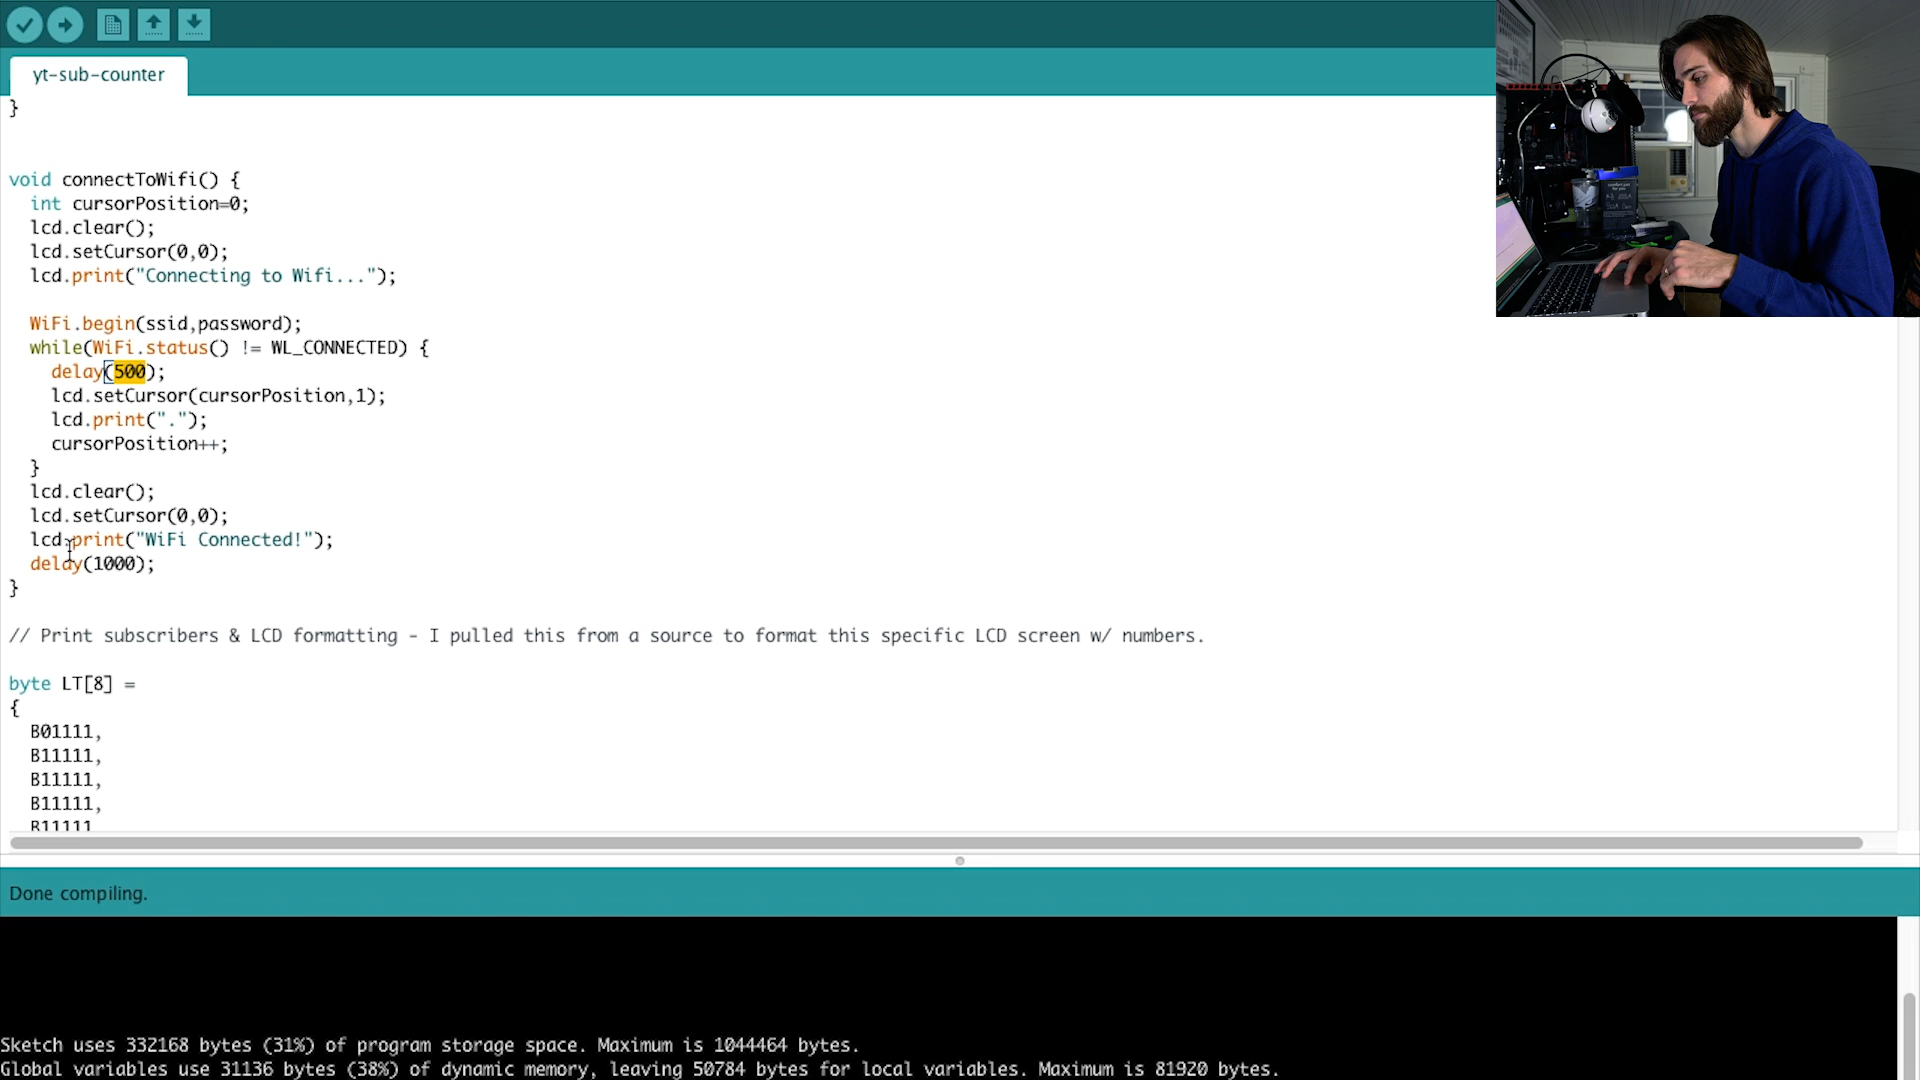 yt-sub-counter
}
void connectToWifi() {
int cursorPosition=0;
lcd.clear();
lcd.setCursor(0,0);
lcd.print("Connecting to Wifi...");
WiFi.begin(ssid,password);
while(WiFi.status() != WL_CONNECTED) {
delay(500);
lcd.setCursor(cursorPosition,1);
lcd.print(".");
cursorPosition++;
}
lcd.clear();
lcd.setCursor(0,0);
lcd.print("WiFi Connected!");
delay(1000);
}
// Print subscribers & LCD formatting - I pulled this from a source to format this specific LCD screen w/ numbers.
byte LT[8] =
{
B01111,
B11111,
B11111,
B11111,
B11111
Done compiling.
Sketch uses 332168 bytes (31%) of program storage space. Maximum is 1044464 bytes.
Global variables use 31136 bytes (38%) of dynamic memory, leaving 50784 bytes for local variables. Maximum is 81920 bytes.